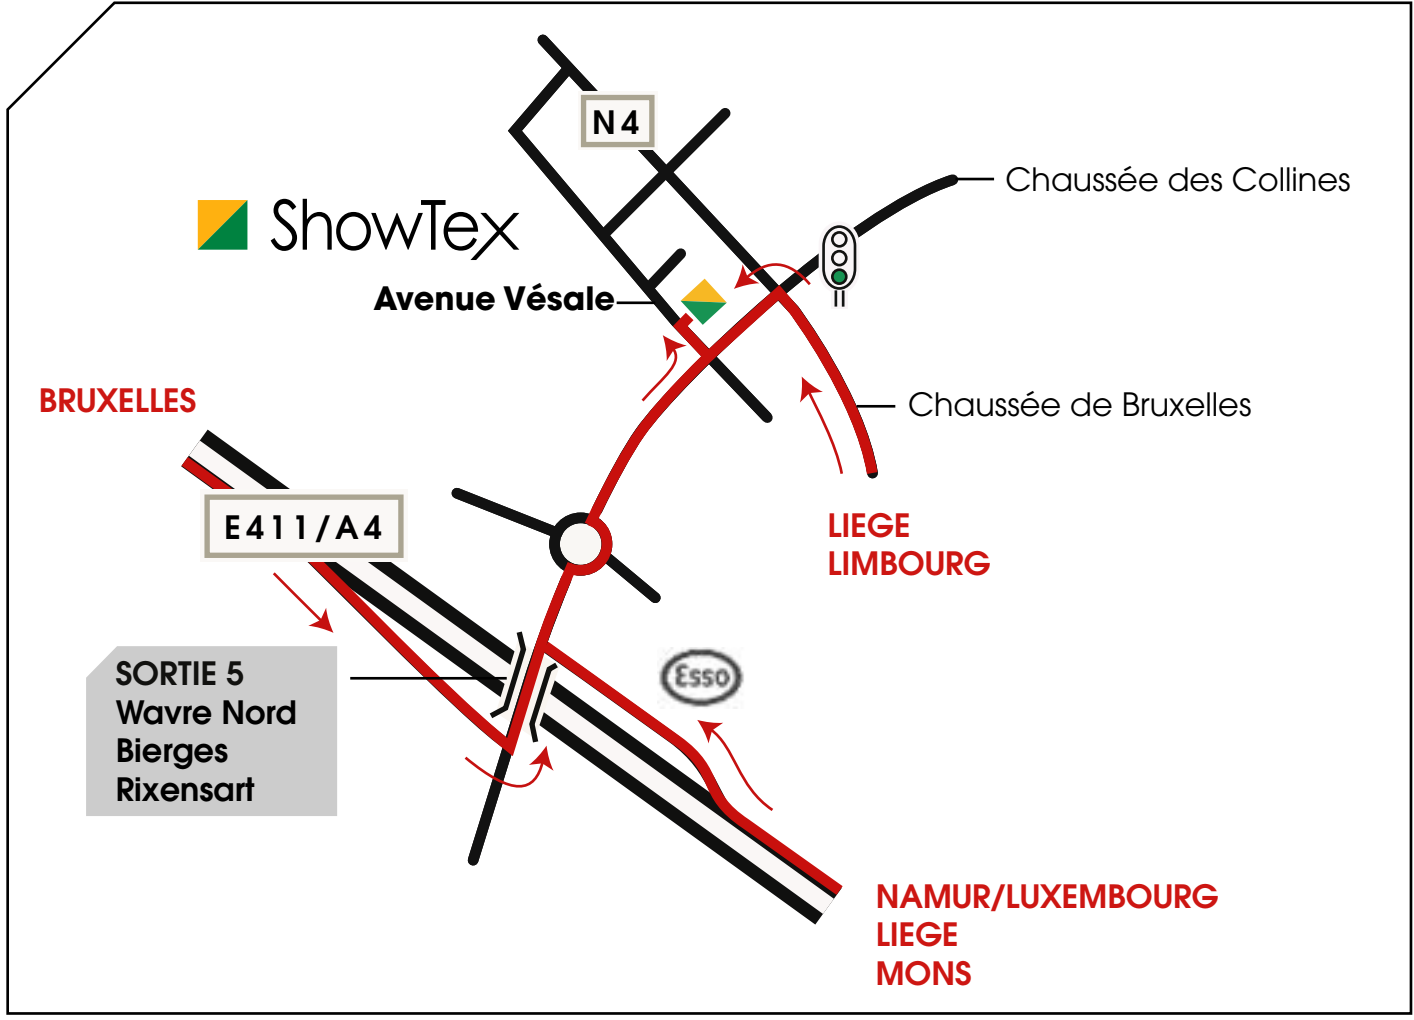 N4
Chaussée des Collines
ShowTex
Avenue Vésale
BRUXELLES
Chaussée de Bruxelles
E411/A4
LIEGE
LIMBOURG
SORTIE 5
Wavre Nord
Bierges
Rixensart
Esso
NAMUR/LUXEMBOURG
LIEGE
MONS